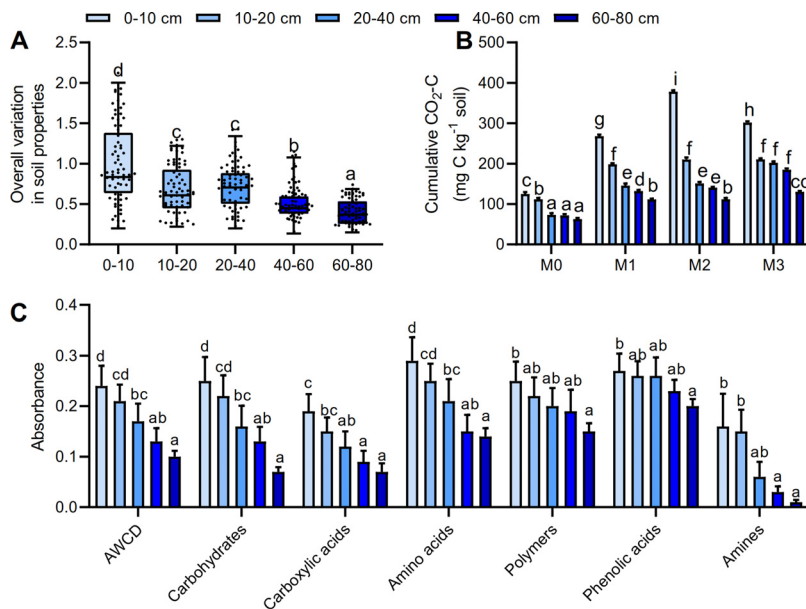 0-10 cm 10-20 cm 20-40 cm 40-60 cm 60-80 cm
A
Overall variation
in soil properties
2.5
2.0
1.5
1.0
0.5
0.0
d c c b a
0-10 10-20 20-40 40-60 60-80
B
Cumulative CO₂-C
(mg C kg⁻¹ soil)
500
400
300
200
100
0
c b a a a g f e d b i f e e b h f f f cd
M0 M1 M2 M3
C
Absorbance
0.4
0.3
0.2
0.1
0.0
d cd bc ab a d cd bc ab a c bc ab a a d cd bc ab a b ab ab ab a b ab ab ab a b b ab a a
AWCD
Carbohydrates
Carboxylic acids
Amino acids
Polymers
Phenolic acids
Amines